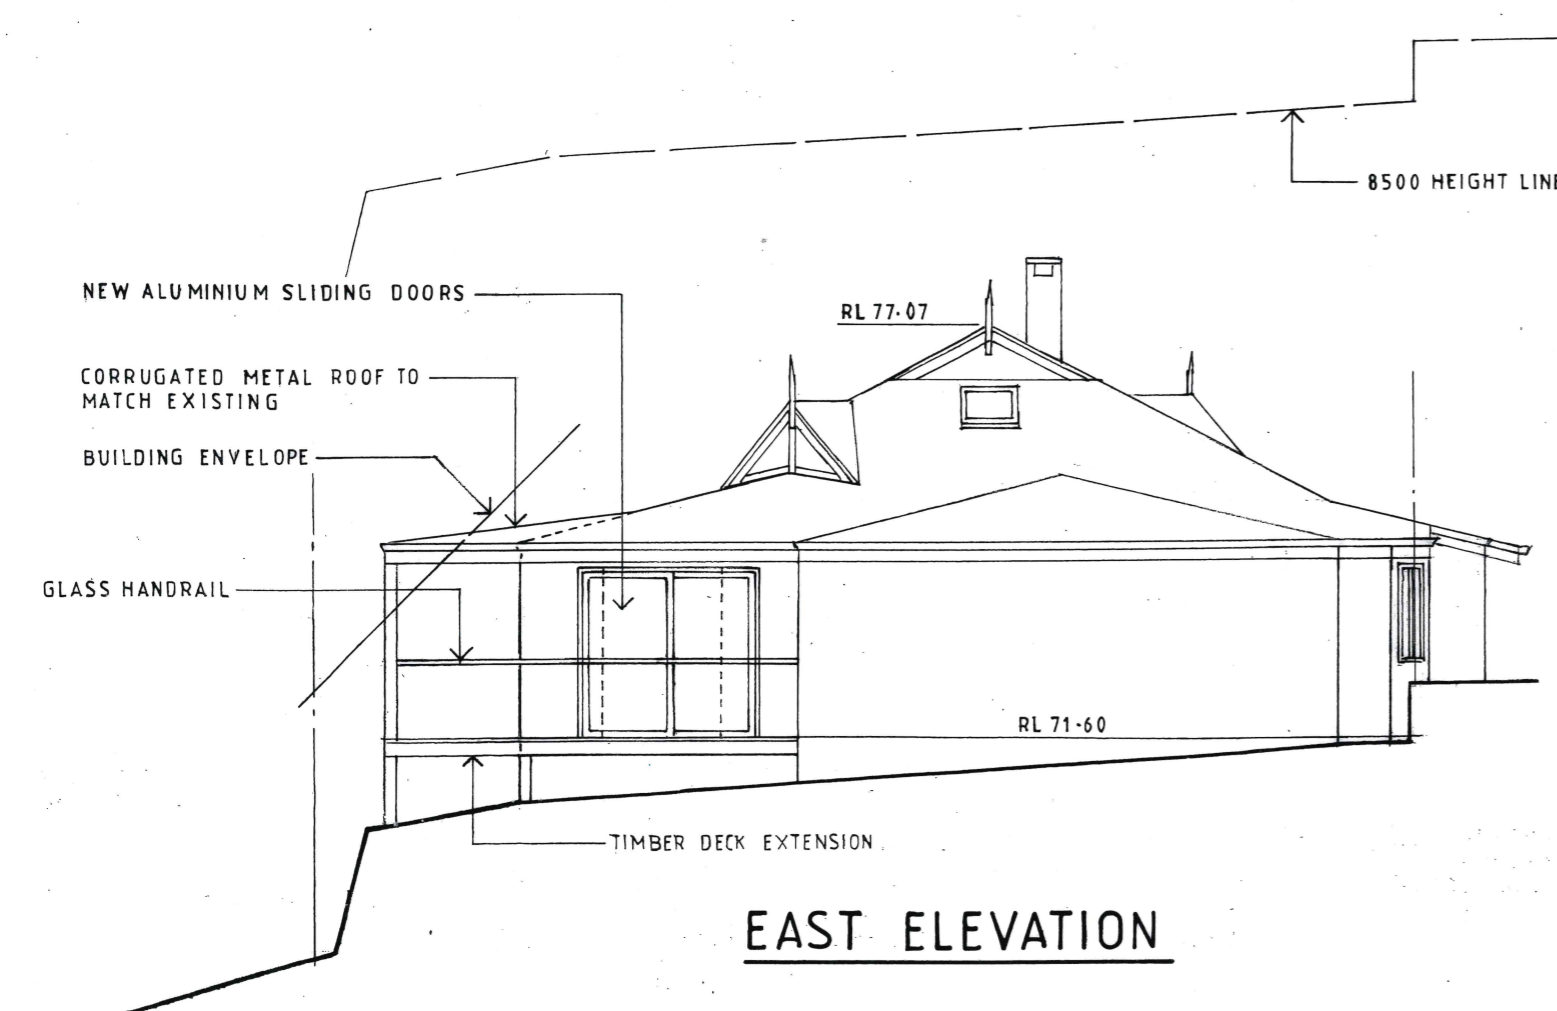 8500 HEIGHT LINE
NEW ALUMINIUM SLIDING DOORS
RL 77·07
CORRUGATED METAL ROOF TO
MATCH EXISTING
BUILDING ENVELOPE
GLASS HANDRAIL
RL 71·60
TIMBER DECK EXTENSION
EAST ELEVATION